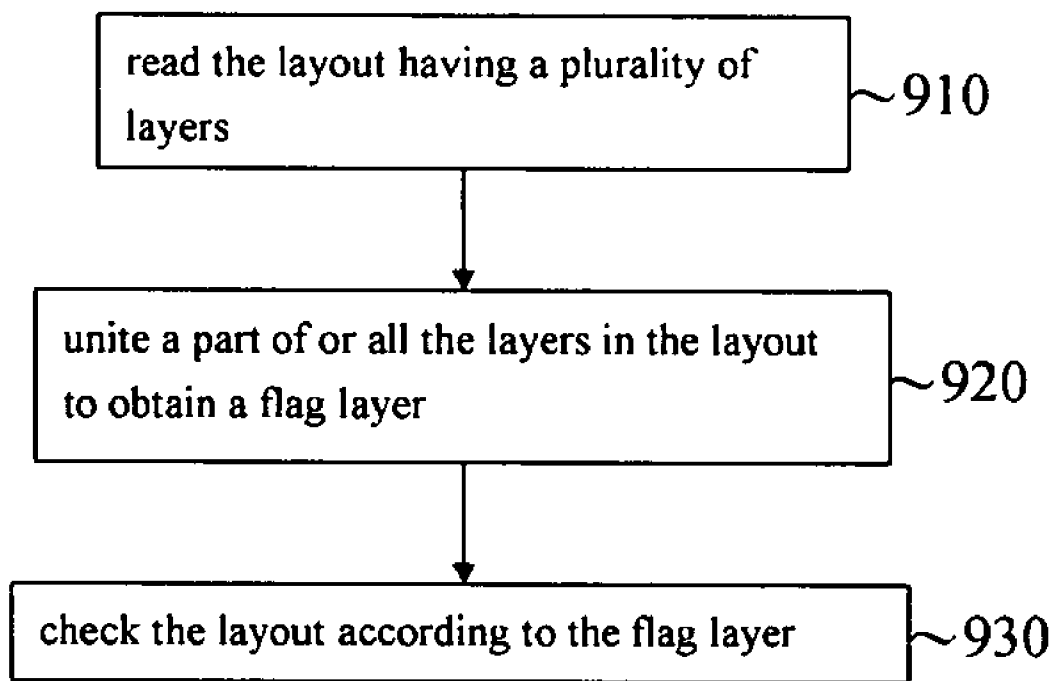 read the layout having a plurality of
layers
~910
unite a part of or all the layers in the layout
to obtain a flag layer
~920
check the layout according to the flag layer
~930